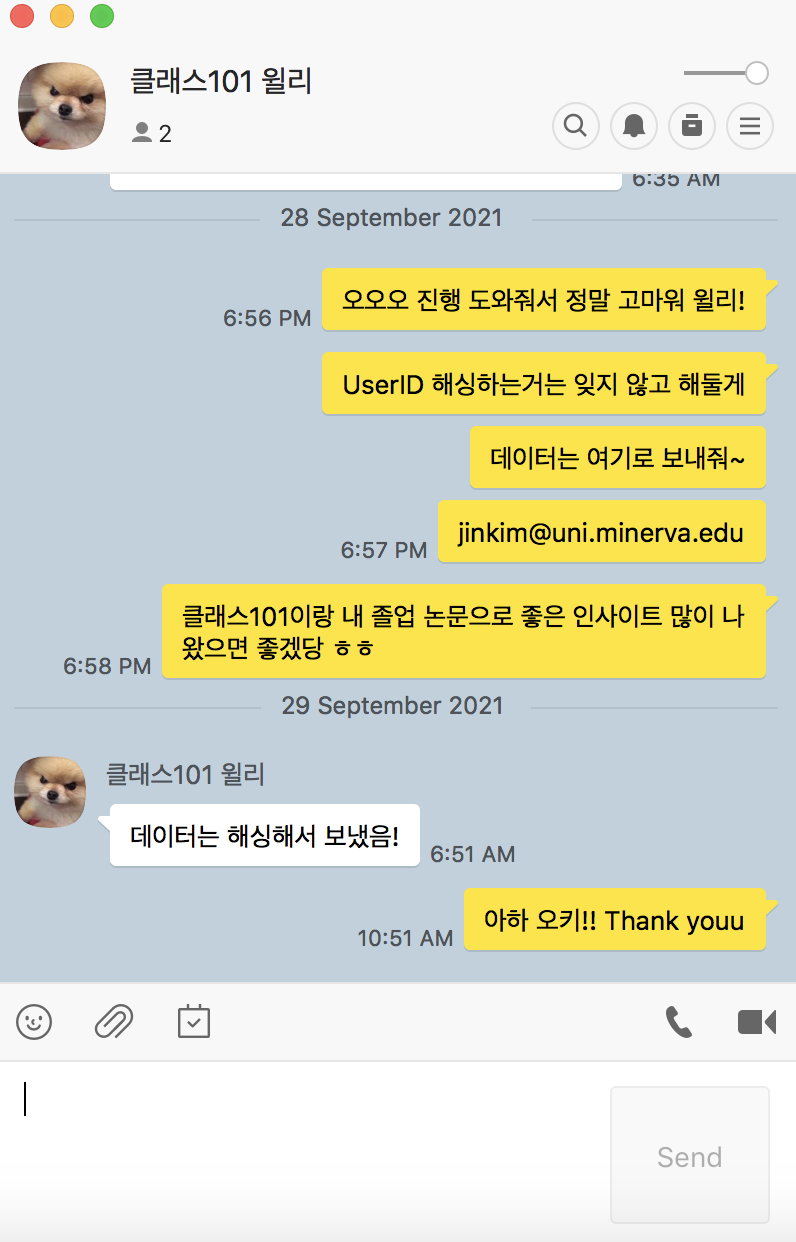 클래스101 윌리
2
6:35 AM
28 September 2021
오오오 진행 도와줘서 정말 고마워 윌리!
6:56 PM
UserID 해싱하는거는 잊지 않고 해둘게
데이터는 여기로 보내줘~
jinkim@uni.minerva.edu
6:57 PM
클래스101이랑 내 졸업 논문으로 좋은 인사이트 많이 나
왔으면 좋겠당 ㅎㅎ
6:58 PM
29 September 2021
클래스101 윌리
데이터는 해싱해서 보냈음!
6:51 AM
아하 오키!! Thank youu
10:51 AM
Send